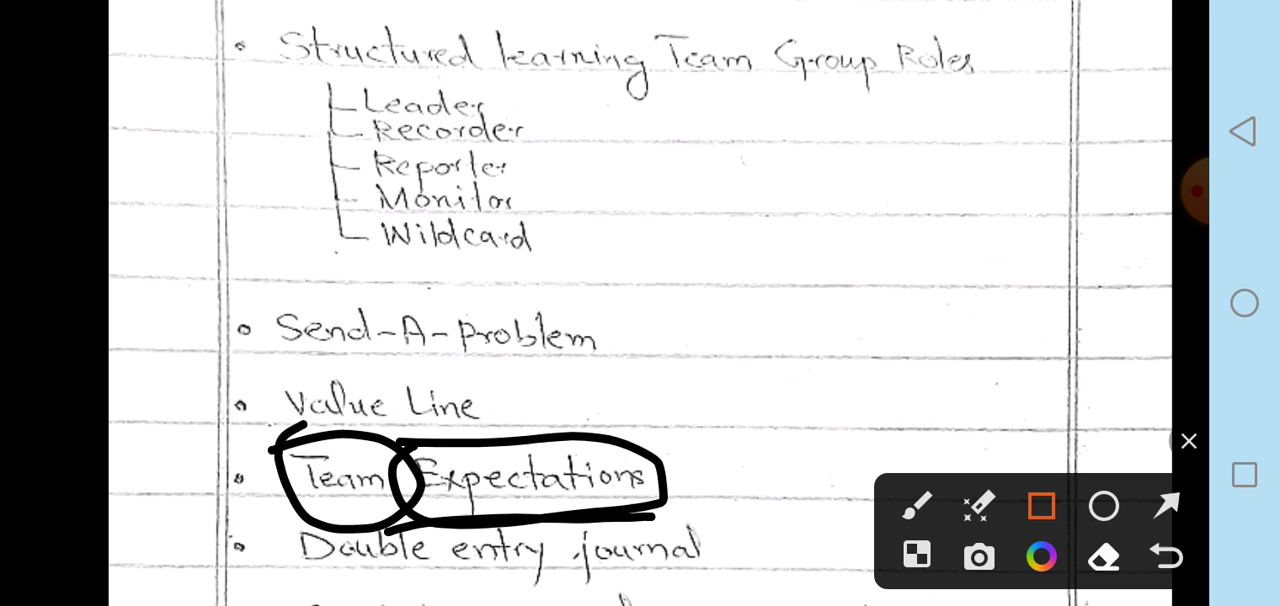 Structured learning Team Group Roles
Leader
Recorder
Reporter
Monitor
Wildcard
Send-A-Problem
Value Line
Team Expectations
Double entry journal